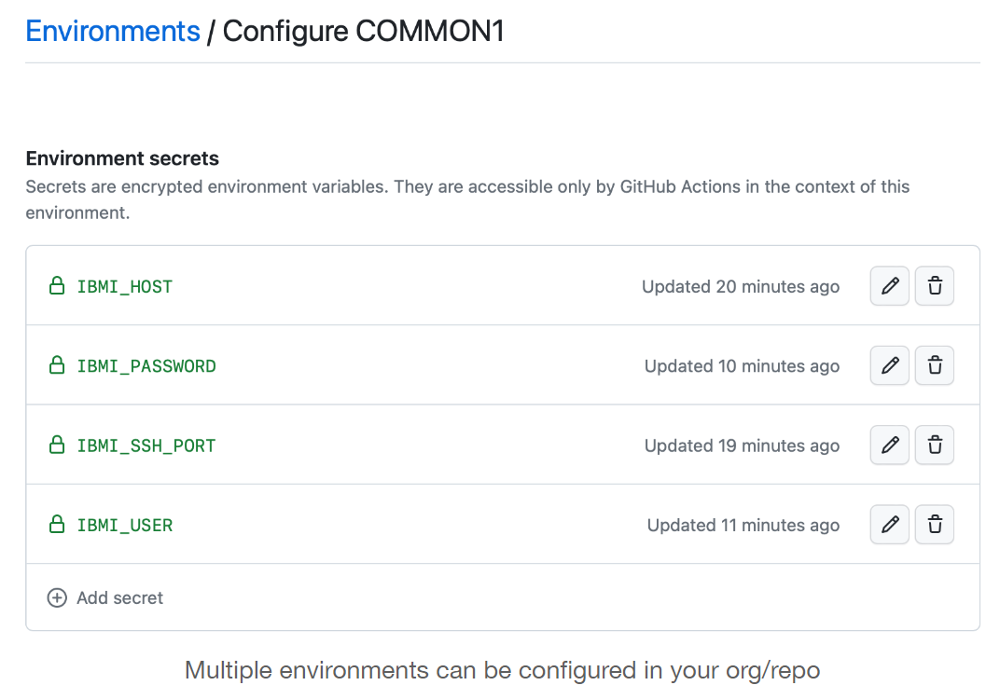 Environments / Configure COMMON1
Environment secrets
Secrets are encrypted environment variables. They are accessible only by GitHub Actions in the context of this
environment.
IBMI_HOST Updated 20 minutes ago
IBMI_PASSWORD Updated 10 minutes ago
IBMI_SSH_PORT Updated 19 minutes ago
IBMI_USER Updated 11 minutes ago
Add secret
Multiple environments can be configured in your org/repo